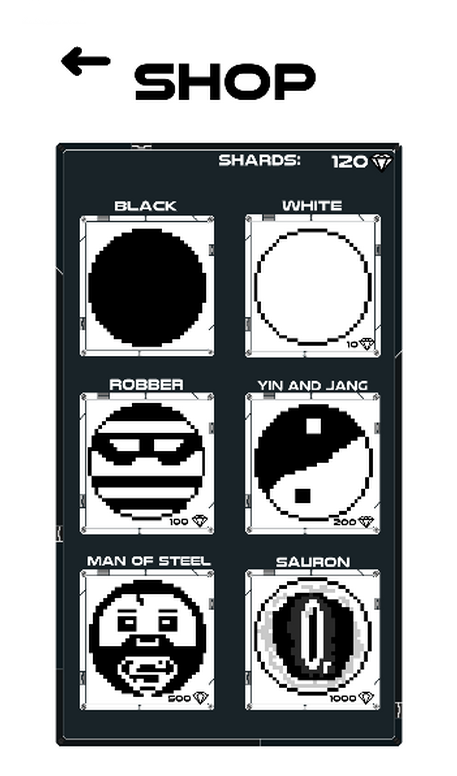 SHOP
SHARDS: 120
BLACK WHITE
10
ROBBER YIN AND JANG
100 200
MAN OF STEEL SAURON
500 1000